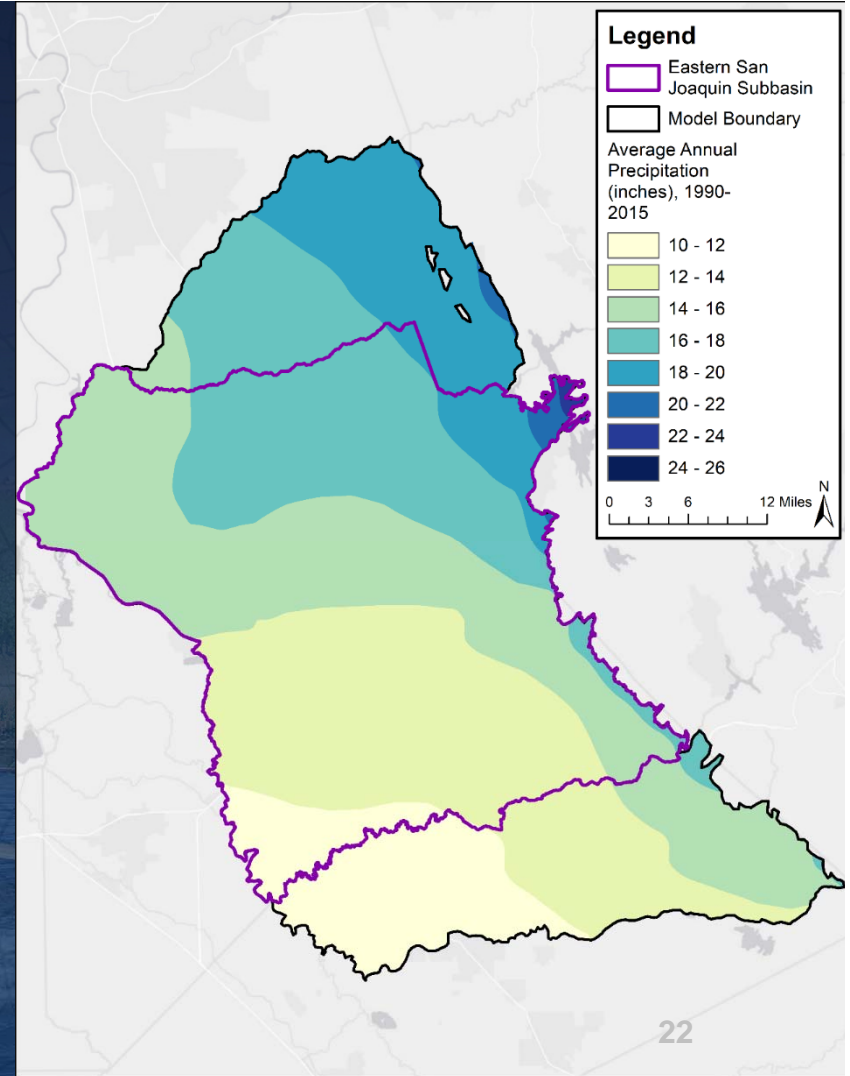 Legend
Eastern San
Joaquin Subbasin
Model Boundary
Average Annual
Precipitation
(inches), 1990-
2015
10 - 12
12 - 14
14 - 16
16 - 18
18 - 20
20 - 22
22 - 24
24 - 26
N
0 3 6 12 Miles
22